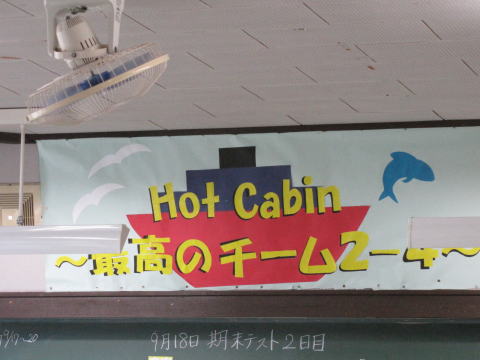 Hot Cabin
～最高のチーム2-4～
9月18日 期末テスト2日目